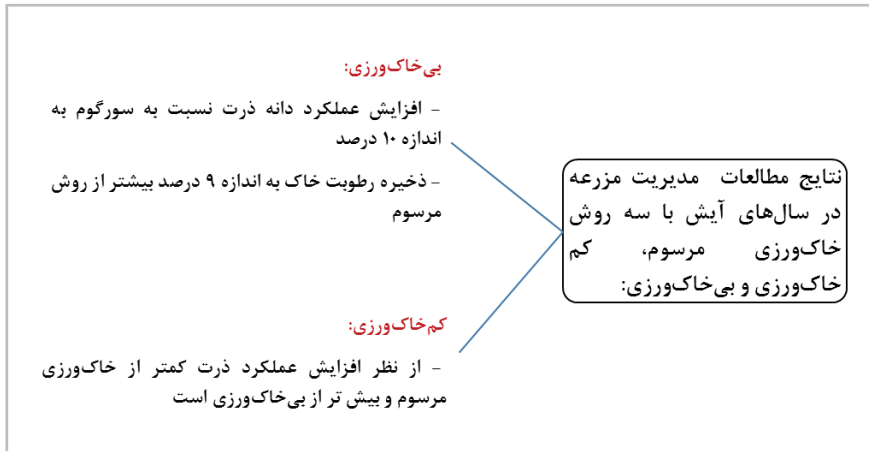 نتایج مطالعات مدیریت مزرعه
در سال‌های آیش با سه روش
خاک‌ورزی مرسوم، کم
خاک‌ورزی و بی‌خاک‌ورزی:
بی‌خاک‌ورزی:
- افزایش عملکرد دانه ذرت نسبت به سورگوم به
اندازه ۱۰ درصد
- ذخیره رطوبت خاک به اندازه ۹ درصد بیشتر از روش
مرسوم
کم‌خاک‌ورزی:
- از نظر افزایش عملکرد ذرت کمتر از خاک‌ورزی
مرسوم و بیش تر از بی‌خاک‌ورزی است